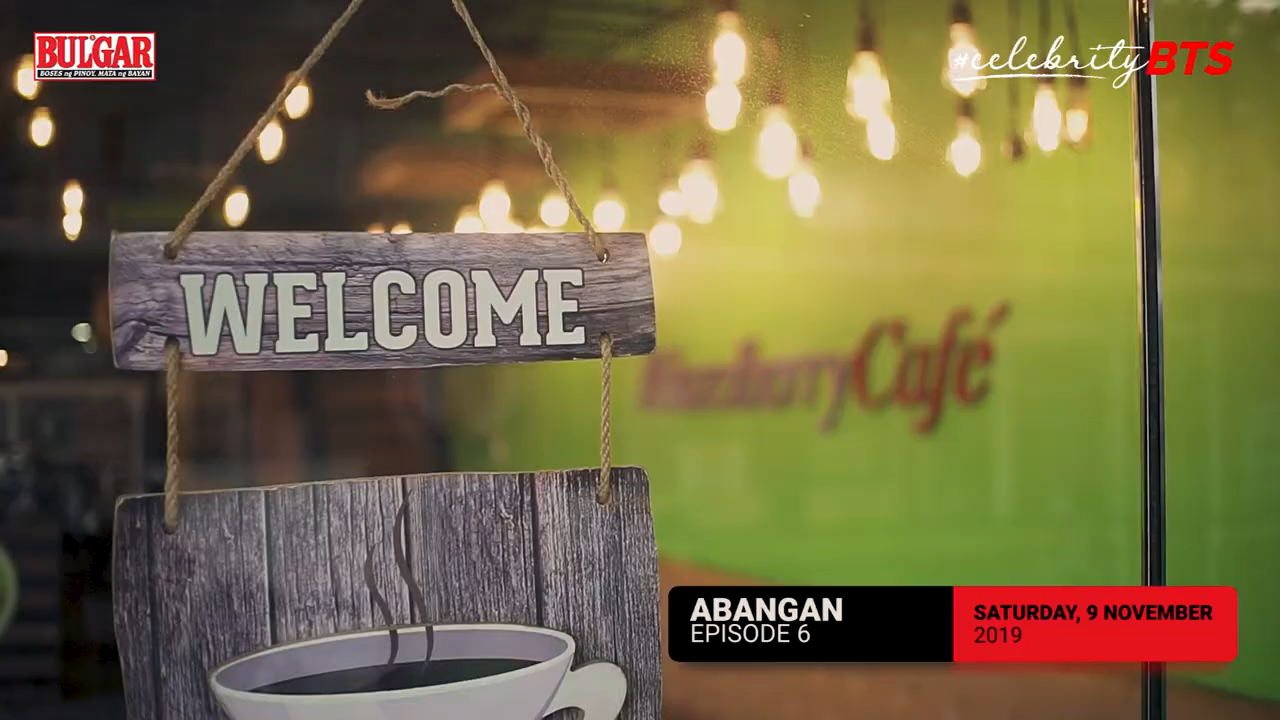 BULGAR
BOSES ng PINOY, MATA ng BAYAN
#celebrityBTS
WELCOME
Café
ABANGAN
EPISODE 6
SATURDAY, 9 NOVEMBER
2019